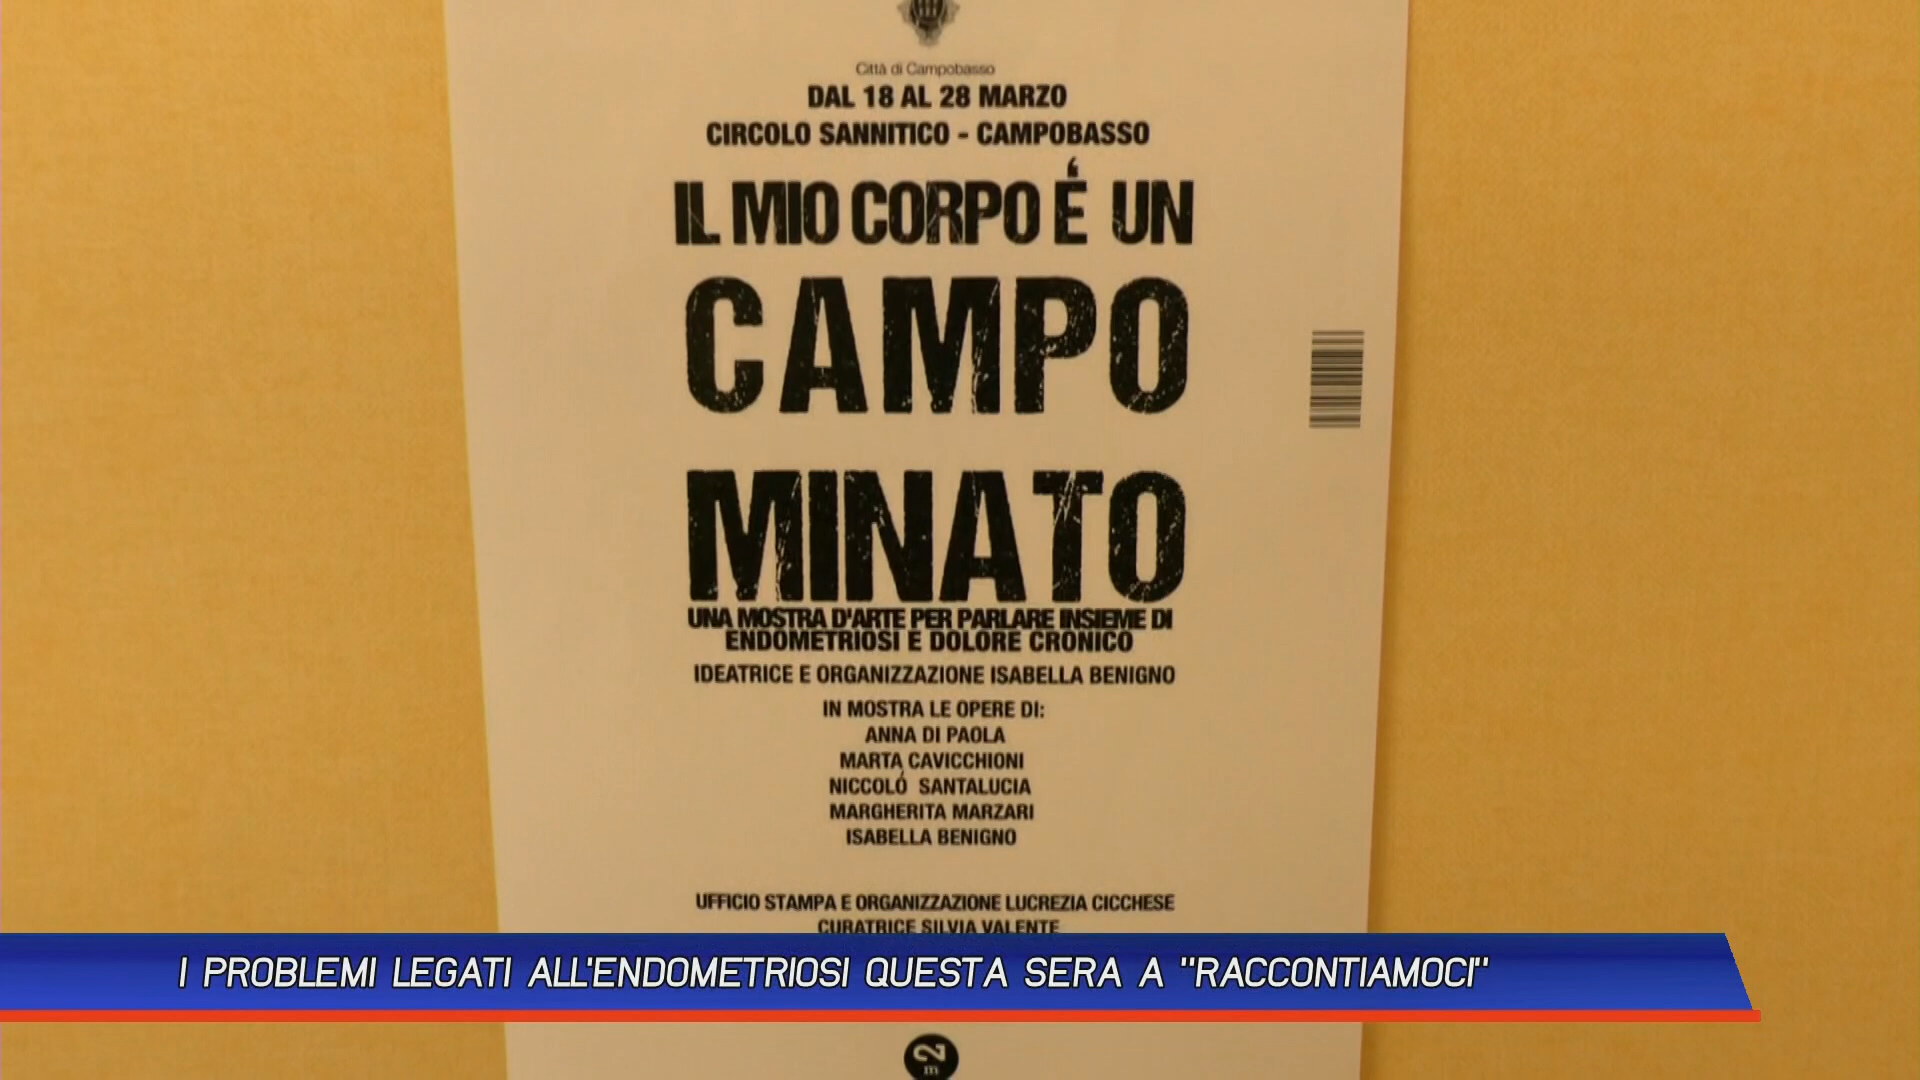 Città di Campobasso
DAL 18 AL 28 MARZO
CIRCOLO SANNITICO - CAMPOBASSO
IL MIO CORPO É UN
CAMPO
MINATO
UNA MOSTRA D'ARTE PER PARLARE INSIEME DI
ENDOMETRIOSI E DOLORE CRONICO
IDEATRICE E ORGANIZZAZIONE ISABELLA BENIGNO
IN MOSTRA LE OPERE DI:
ANNA DI PAOLA
MARTA CAVICCHIONI
NICCOLÓ SANTALUCIA
MARGHERITA MARZARI
ISABELLA BENIGNO
UFFICIO STAMPA E ORGANIZZAZIONE LUCREZIA CICCHESE
CURATRICE SILVIA VALENTE
I PROBLEMI LEGATI ALL'ENDOMETRIOSI QUESTA SERA A "RACCONTIAMOCI"
2
m